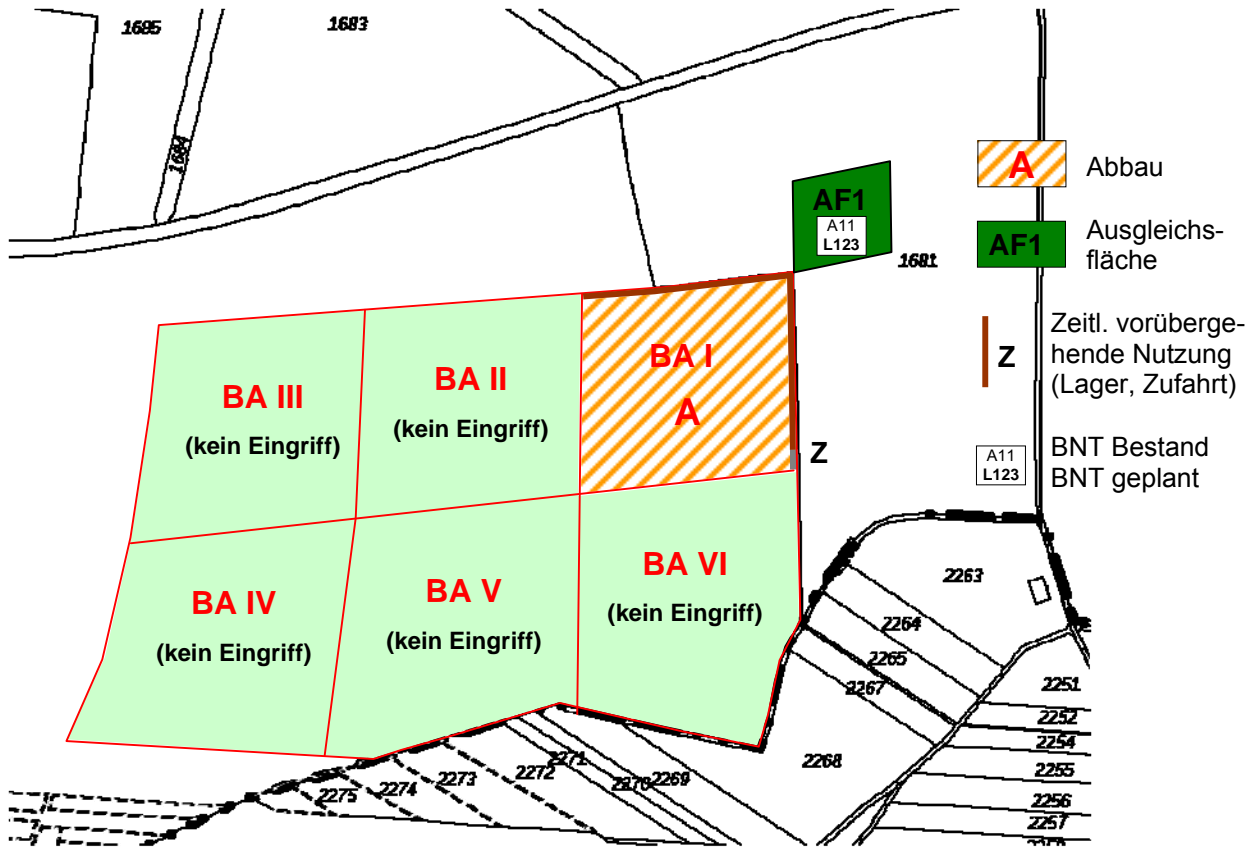 1695
1683
1684
AF1
A11
L123
1681
A
Abbau
AF1
Ausgleichs-
fläche
Z
Zeitl. vorüberge-
hende Nutzung
(Lager, Zufahrt)
A11
L123
BNT Bestand
BNT geplant
BA III
(kein Eingriff)
BA II
(kein Eingriff)
BA I
A
Z
BA IV
(kein Eingriff)
BA V
(kein Eingriff)
BA VI
(kein Eingriff)
2263
2264
2265
2267
2268
2251
2252
2254
2255
2256
2257
2269
2270
2271
2272
2273
2274
2275